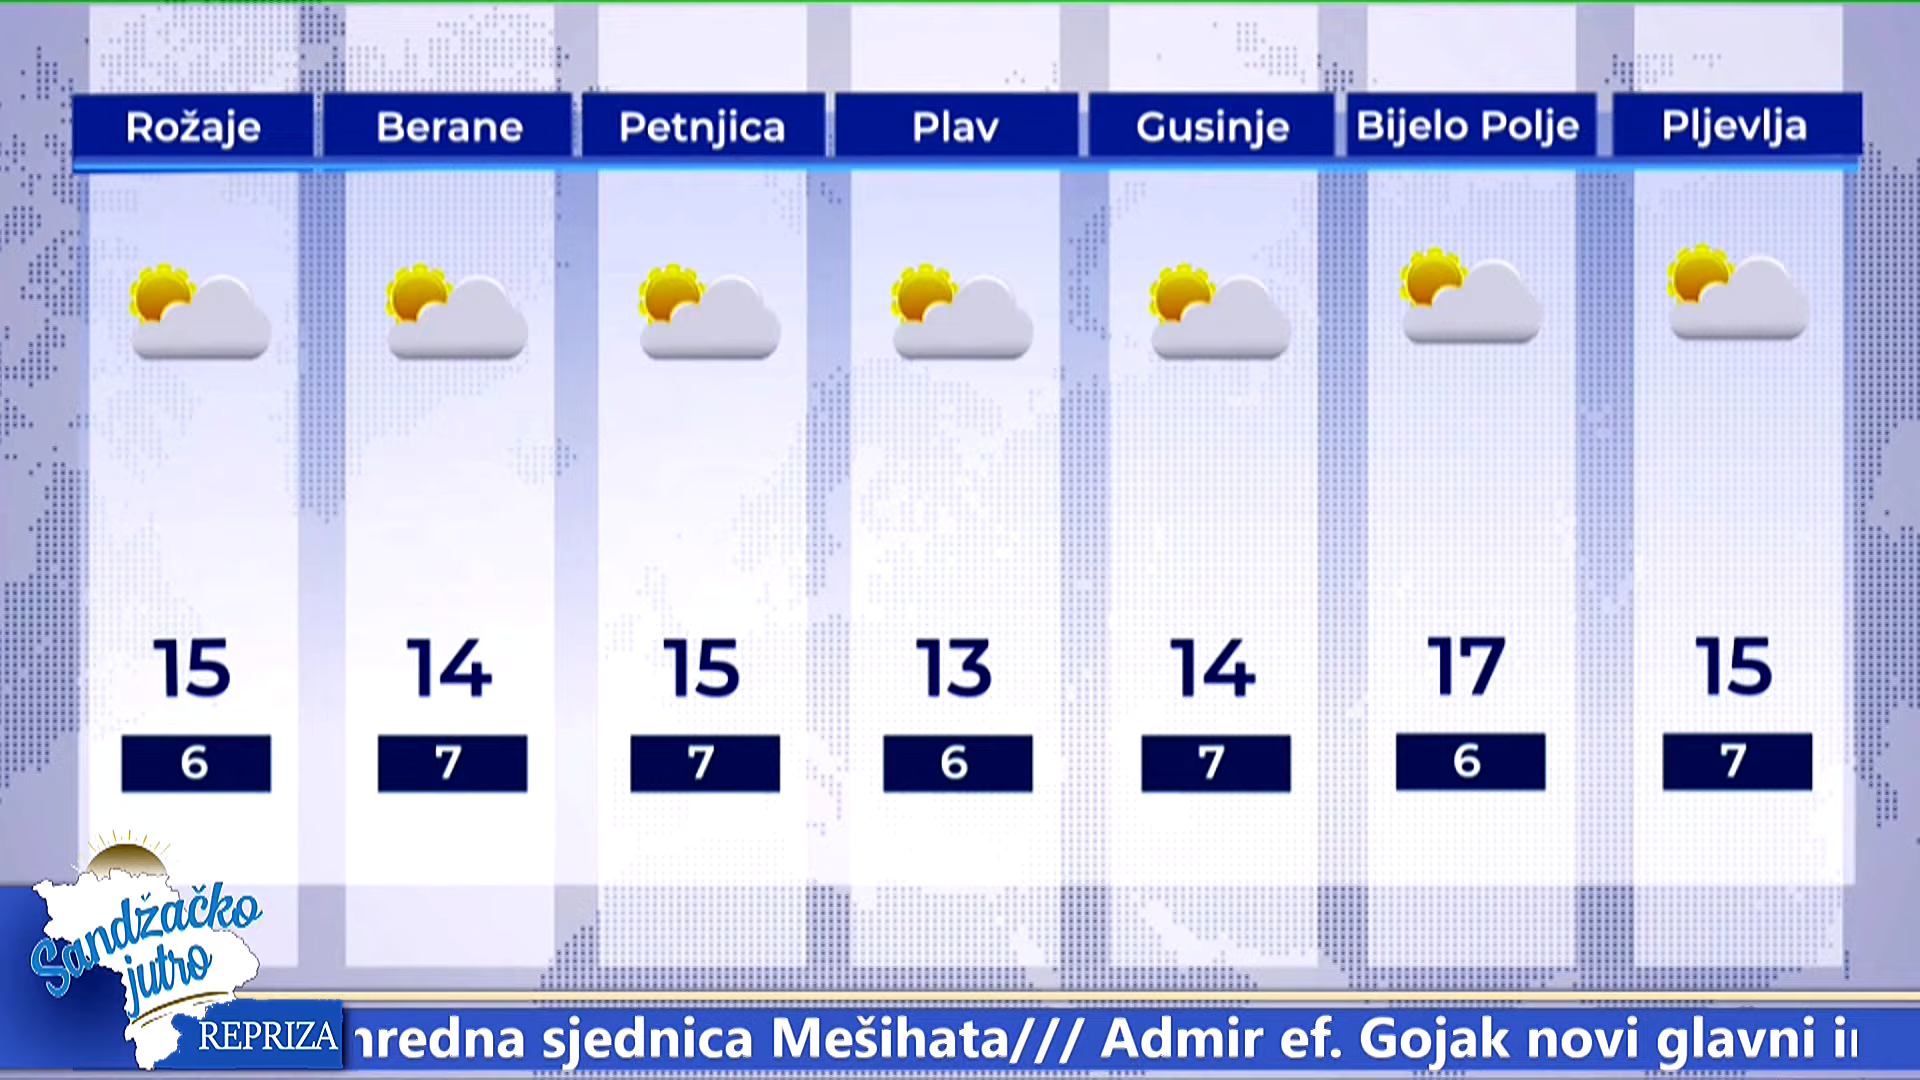 Rožaje Berane Petnjica Plav Gusinje Bijelo Polje Pljevlja
15 14 15 13 14 17 15
6 7 7 6 7 6 7
Sandžačko
jutro
REPRIZA
sjednica Mešihata/// Admir ef. Gojak novi glavni